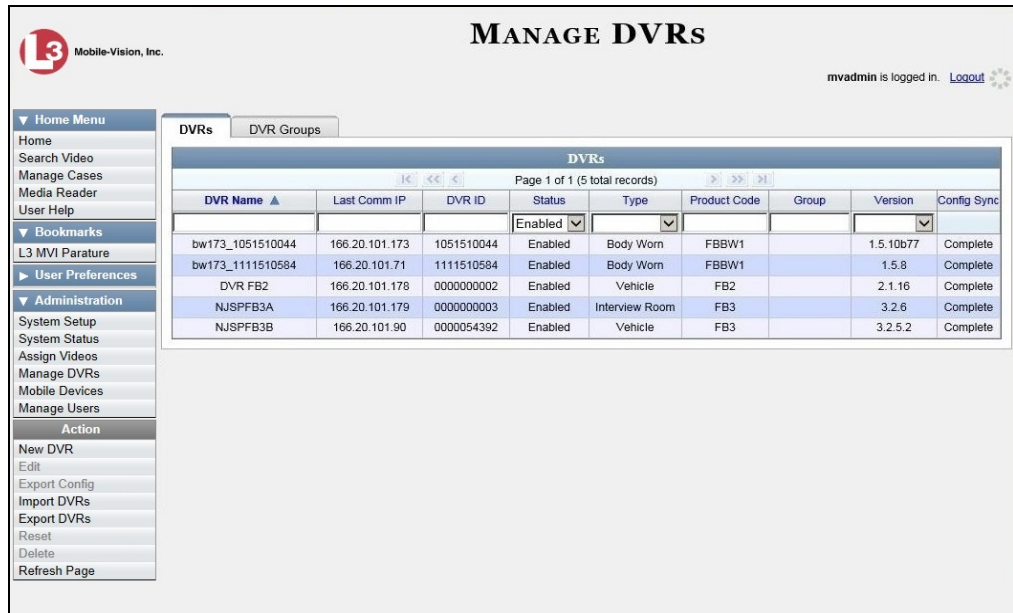 MANAGE DVRS
L3 Mobile-Vision, Inc.
mvadmin is logged in. Logout
▼ Home Menu
Home
Search Video
Manage Cases
Media Reader
User Help
▼ Bookmarks
L3 MVI Parature
▶ User Preferences
▼ Administration
System Setup
System Status
Assign Videos
Manage DVRs
Mobile Devices
Manage Users
Action
New DVR
Edit
Export Config
Import DVRs
Export DVRs
Reset
Delete
Refresh Page
DVRs DVR Groups
DVRs
|< << < Page 1 of 1 (5 total records) > >> >|
DVR Name ▲ Last Comm IP DVR ID Status Type Product Code Group Version Config Sync
Enabled
bw173_1051510044 166.20.101.173 1051510044 Enabled Body Worn FBBW1 1.5.10b77 Complete
bw173_1111510584 166.20.101.71 1111510584 Enabled Body Worn FBBW1 1.5.8 Complete
DVR FB2 166.20.101.178 0000000002 Enabled Vehicle FB2 2.1.16 Complete
NJSPFB3A 166.20.101.179 0000000003 Enabled Interview Room FB3 3.2.6 Complete
NJSPFB3B 166.20.101.90 0000054392 Enabled Vehicle FB3 3.2.5.2 Complete